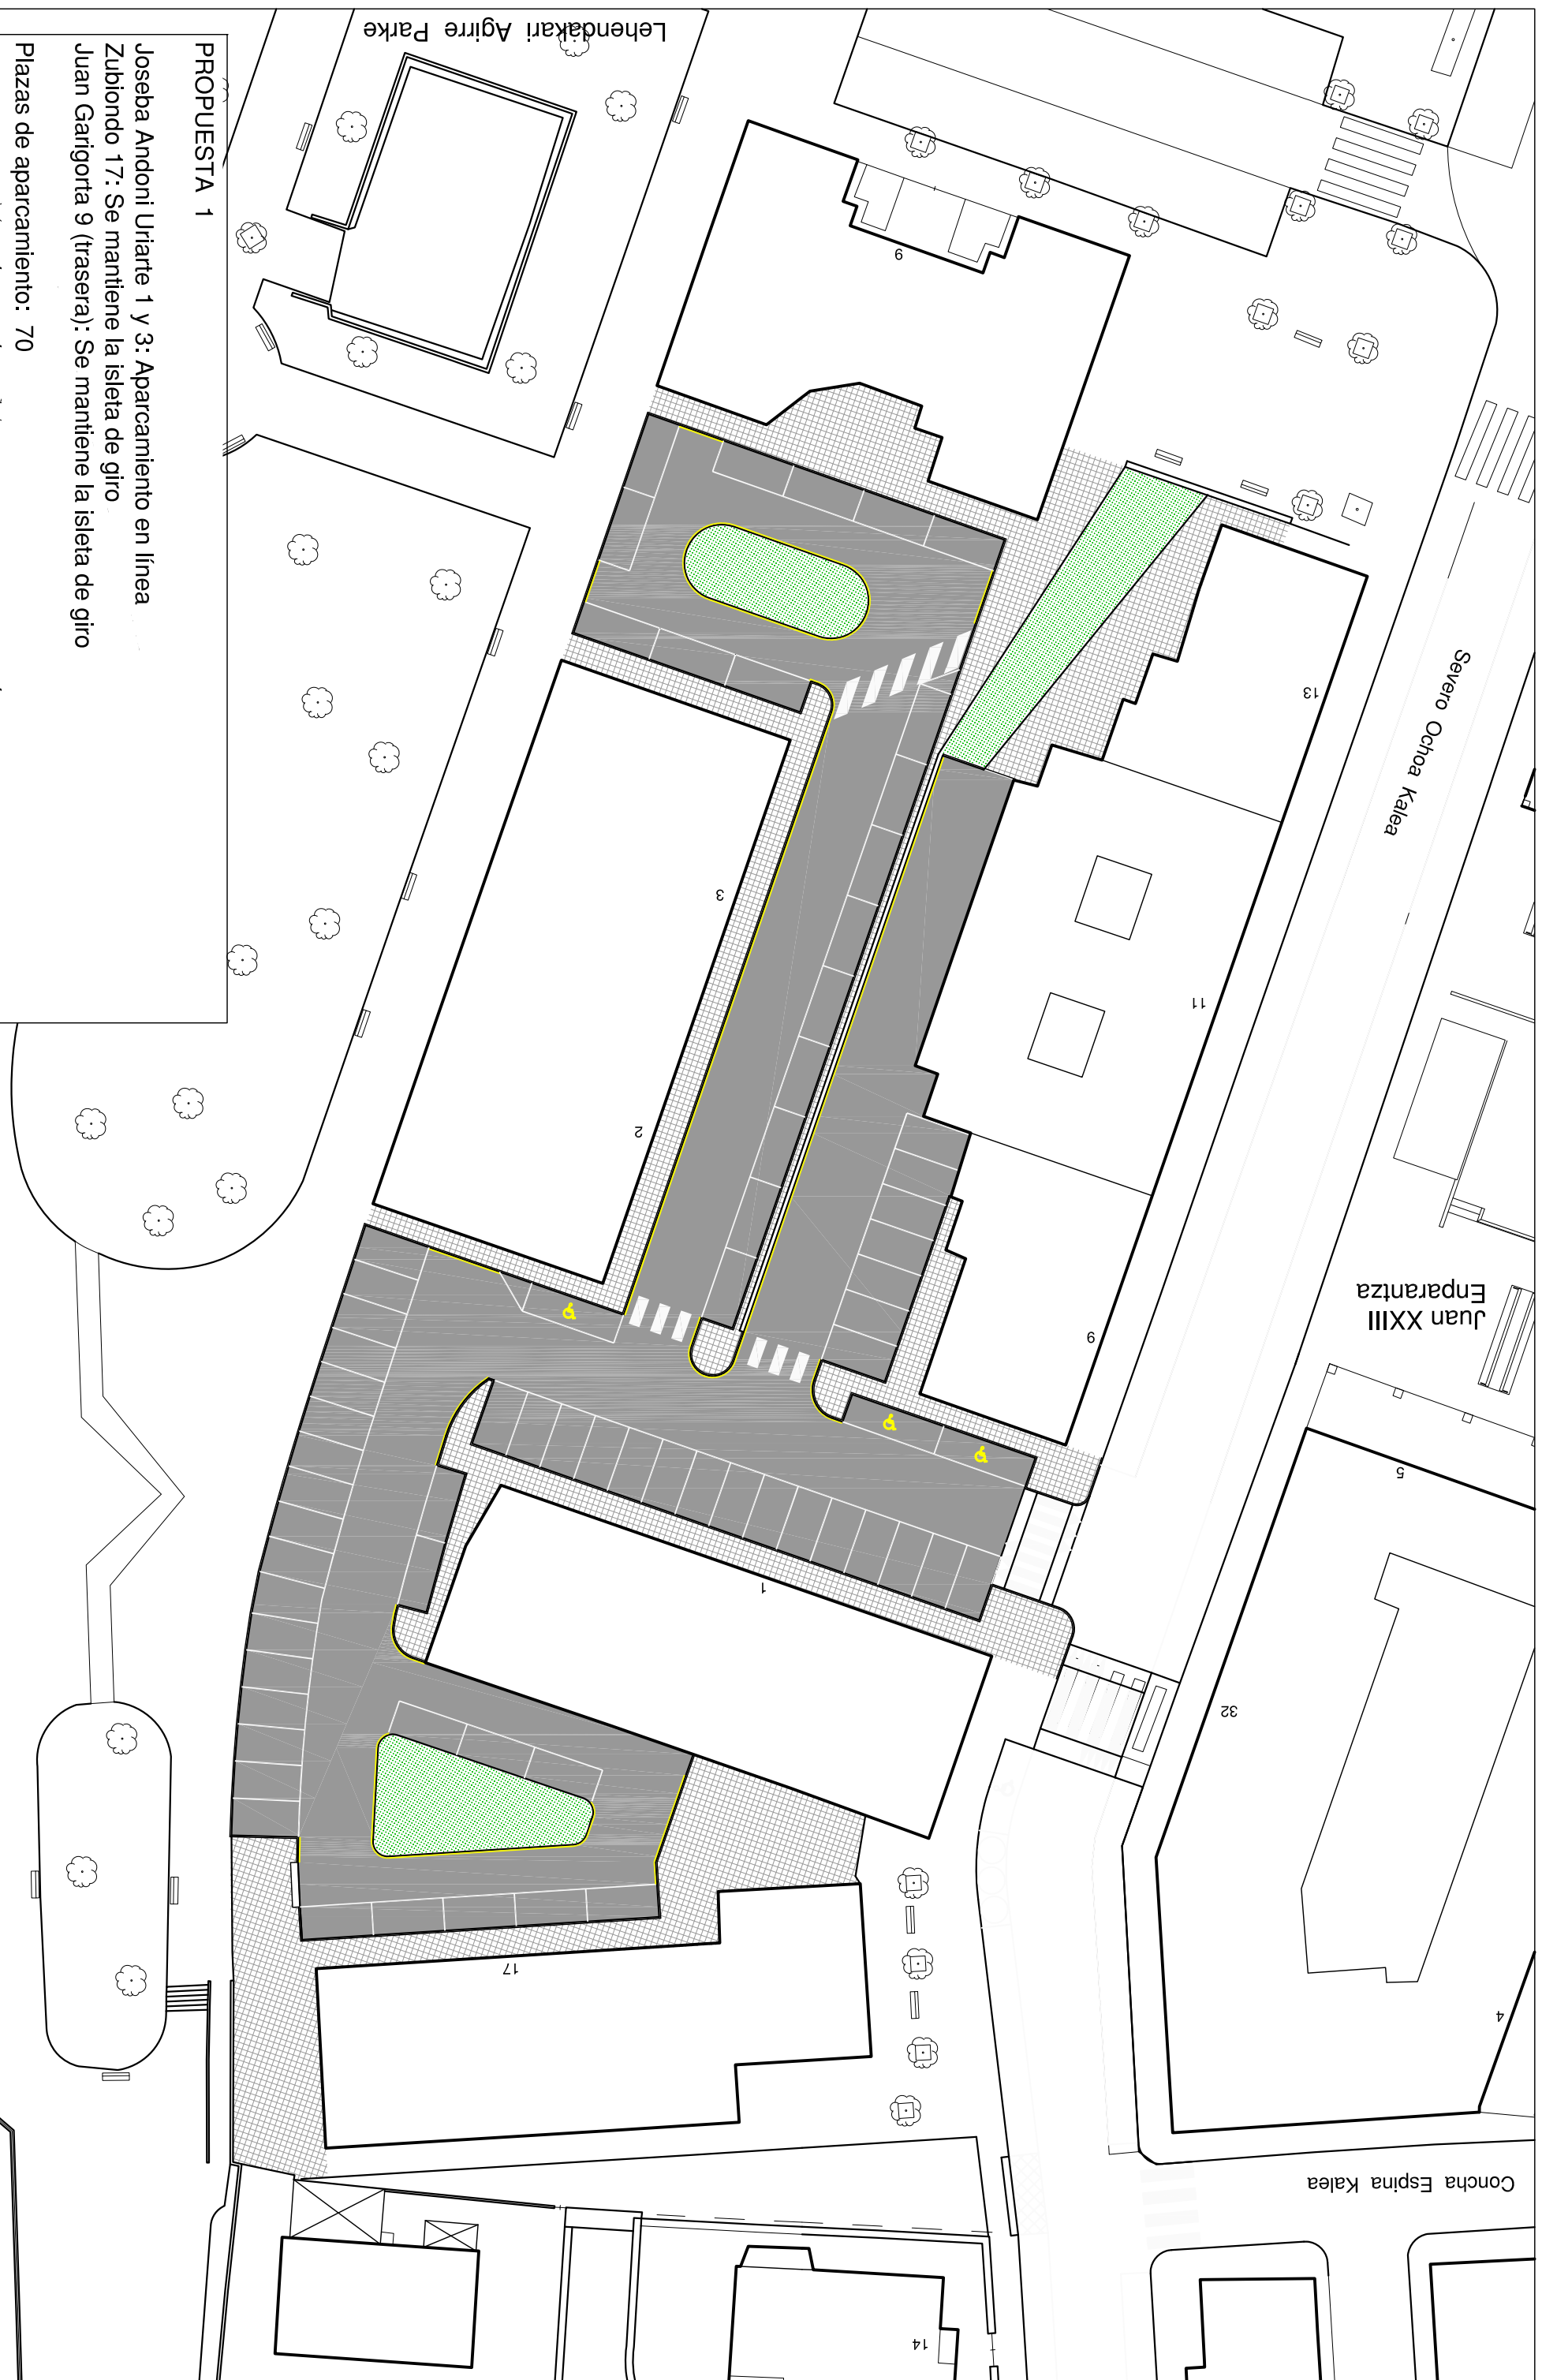 PROPUESTA 1
Joseba Andoni Uriarte 1 y 3: Aparcamiento en línea
Zubiondo 17: Se mantiene la isleta de giro
Juan Garigorta 9 (trasera): Se mantiene la isleta de giro
Plazas de aparcamiento: 70
Lehendakari Agirre Parke
9
13
Severo Ochoa Kalea
3
11
2
Juan XXIII
Enparantza
9
5
1
32
17
4
Concha Espina Kalea
14